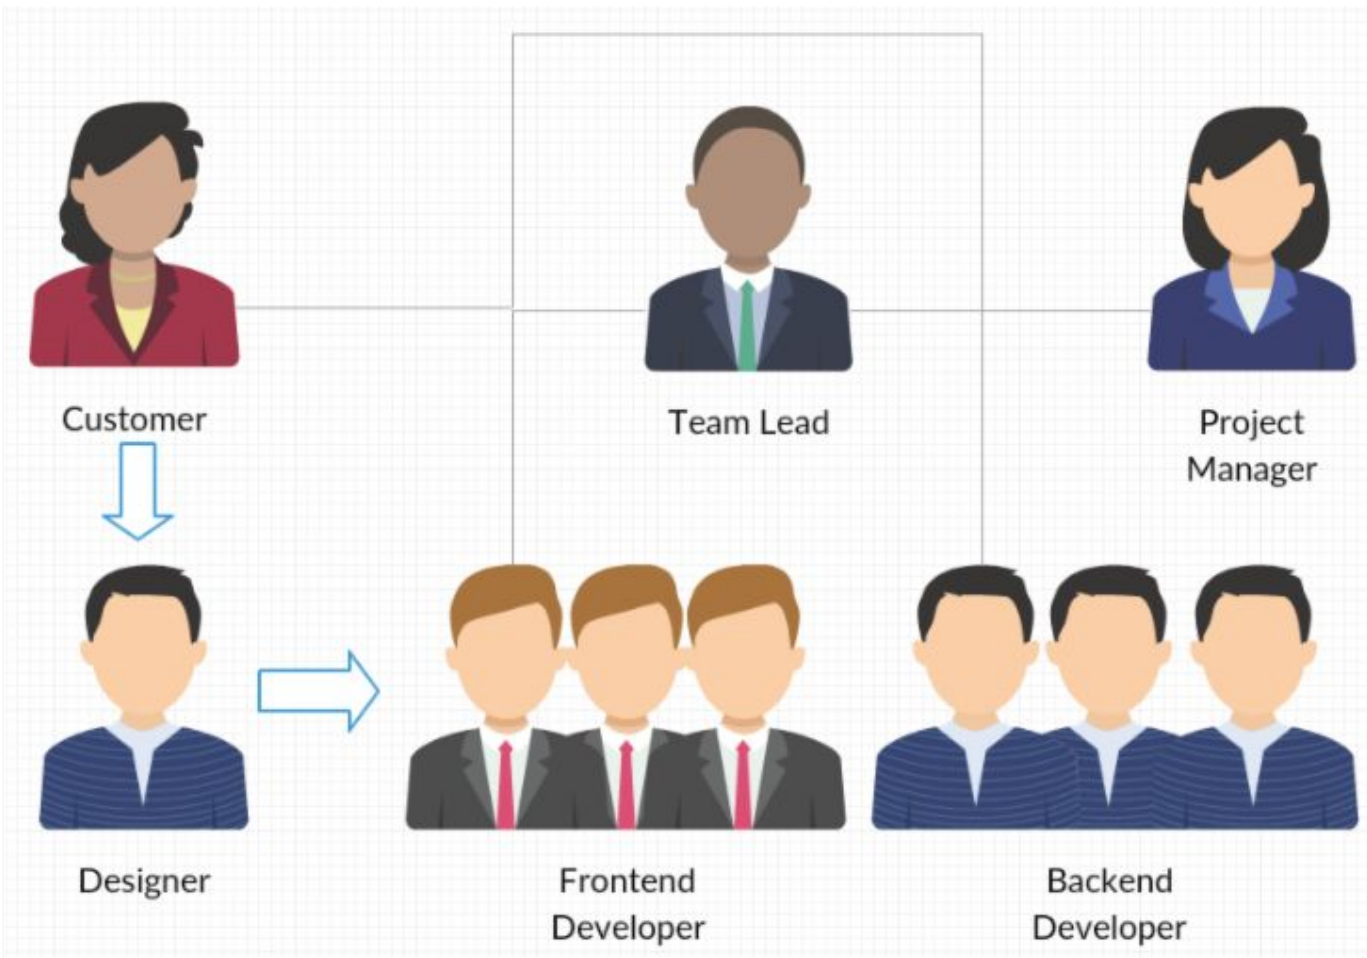 Customer
Team Lead
Project
Manager
Designer
Frontend
Developer
Backend
Developer